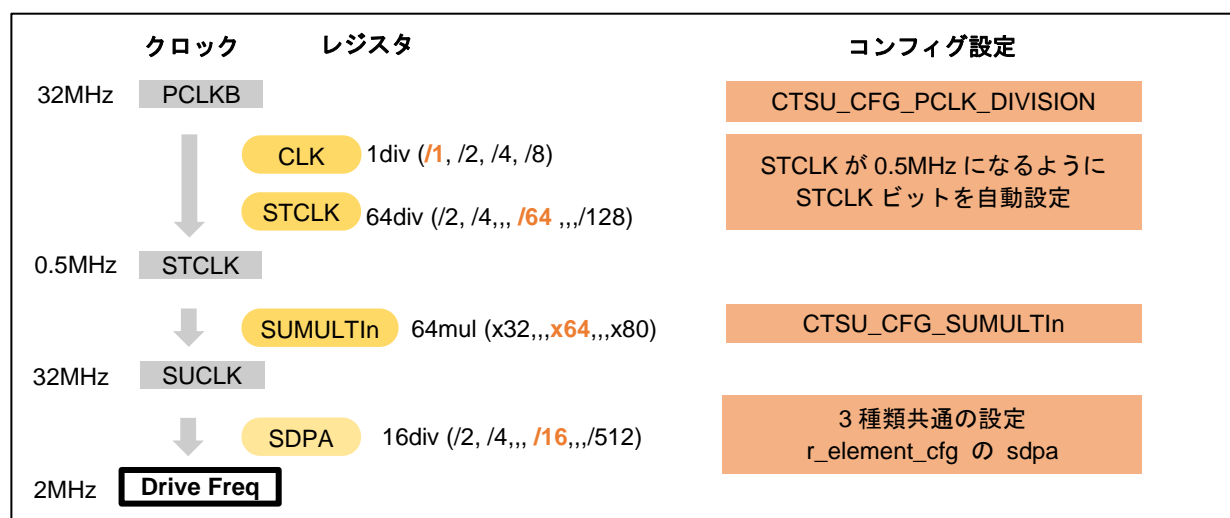 クロック レジスタ コンフィグ設定
32MHz PCLKB CTSU_CFG_PCLK_DIVISION
CLK 1div (/1, /2, /4, /8)
STCLK が 0.5MHz になるように
STCLK ビットを自動設定
STCLK 64div (/2, /4,,, /64 ,,,/128)
0.5MHz STCLK
SUMULTIn 64mul (x32,,,x64,,,x80) CTSU_CFG_SUMULTIn
32MHz SUCLK
SDPA 16div (/2, /4,,, /16,,,/512)
3 種類共通の設定
r_element_cfg の sdpa
2MHz Drive Freq